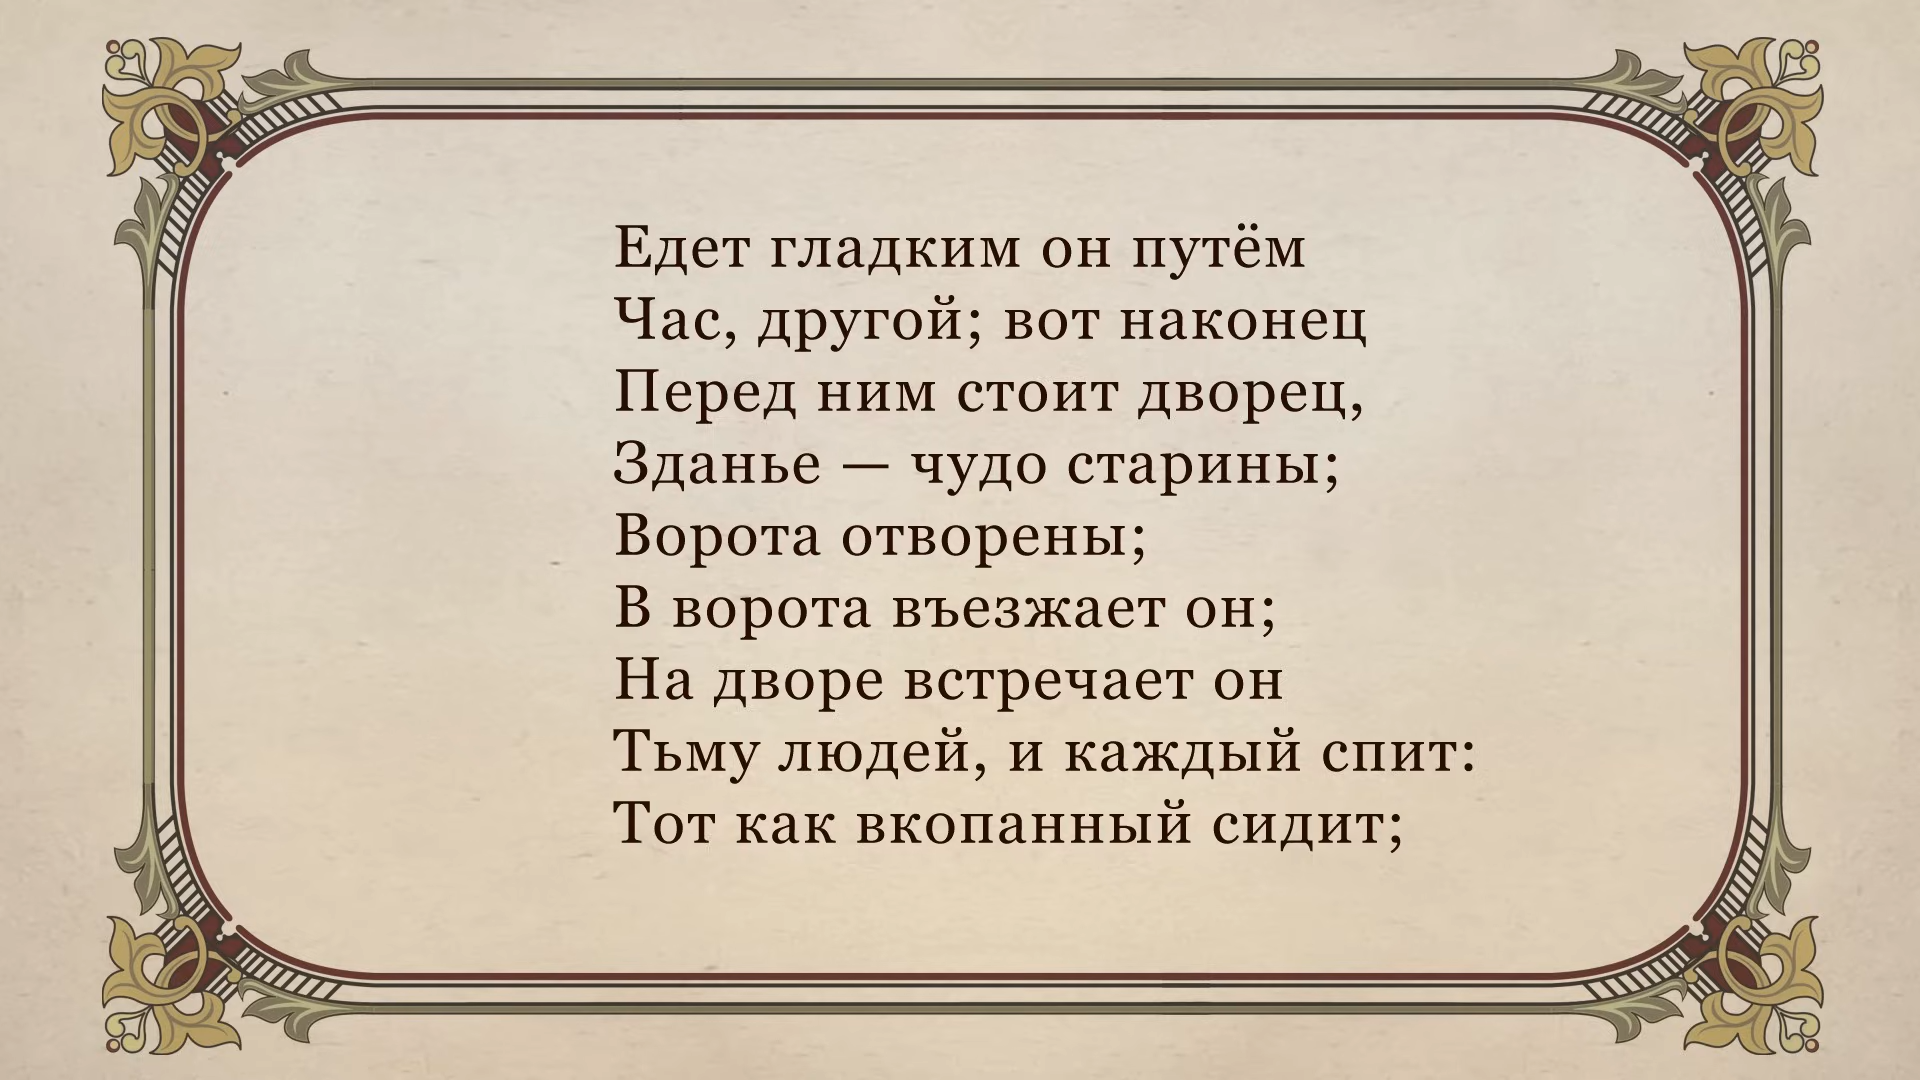 Едет гладким он путём
Час, другой; вот наконец
Перед ним стоит дворец,
Зданье — чудо старины;
Ворота отворены;
В ворота въезжает он;
На дворе встречает он
Тьму людей, и каждый спит:
Тот как вкопанный сидит;